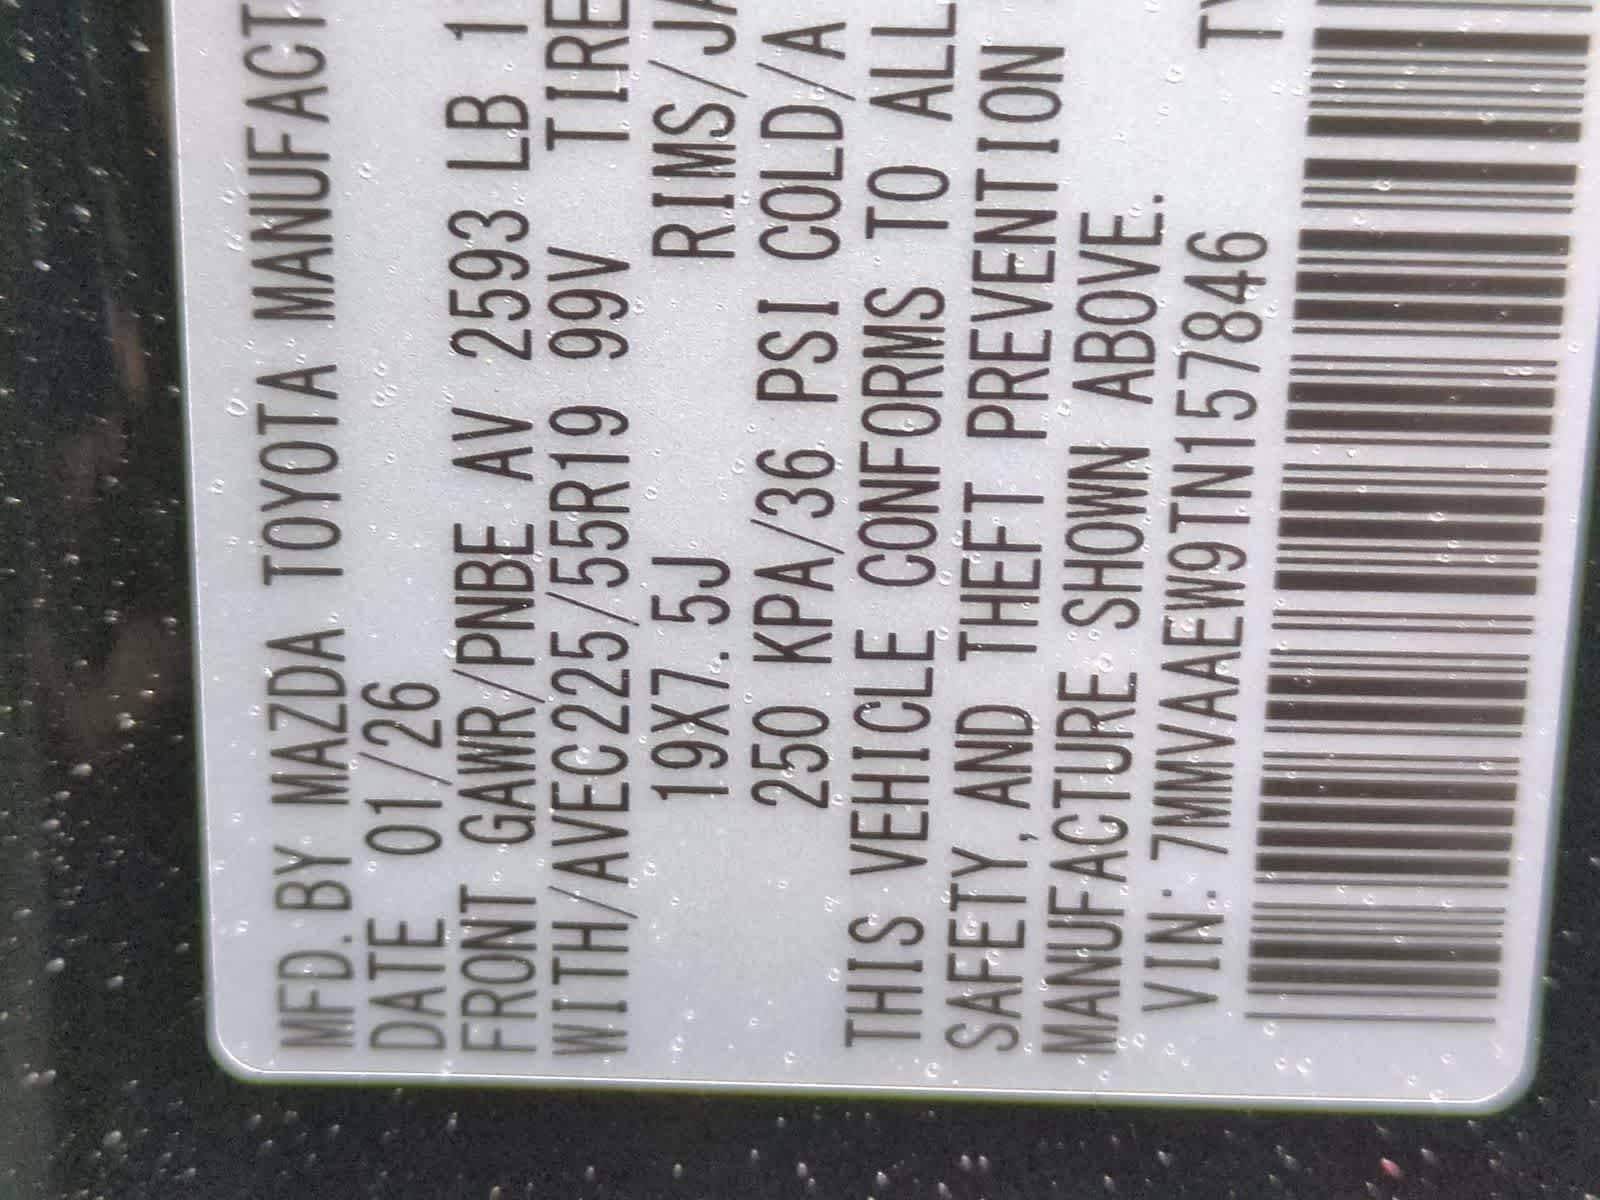 MFD.BY MAZDA TOYOTA MANUFACT
DATE 01/26
FRONT GAWR/PNBE AV 2593 LB 1
WITH/AVEC225/55R19 99V TIRE
19X7.5J RIMS/JA
250 KPA/36 PSI COLD/A
THIS VEHICLE CONFORMS TO ALL
SAFETY,AND THEFT PREVENTION
MANUFACTURE SHOWN ABOVE.
VIN:7MMVAAEW9TN157846 TY